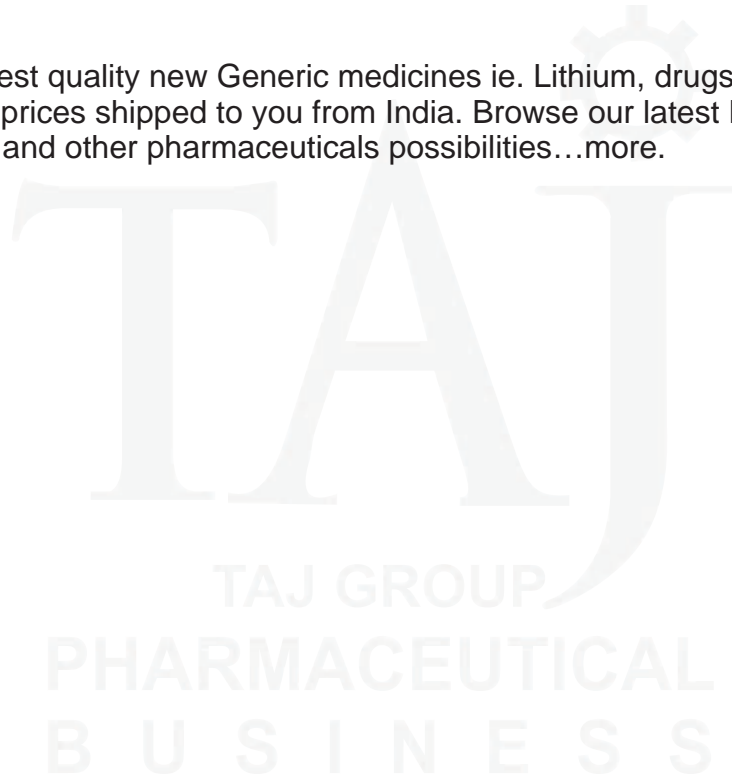 est quality new Generic medicines ie. Lithium, drugs
prices shipped to you from India. Browse our latest
and other pharmaceuticals possibilities…more.
TAJ
TAJ GROUP
PHARMACEUTICAL
BUSINESS